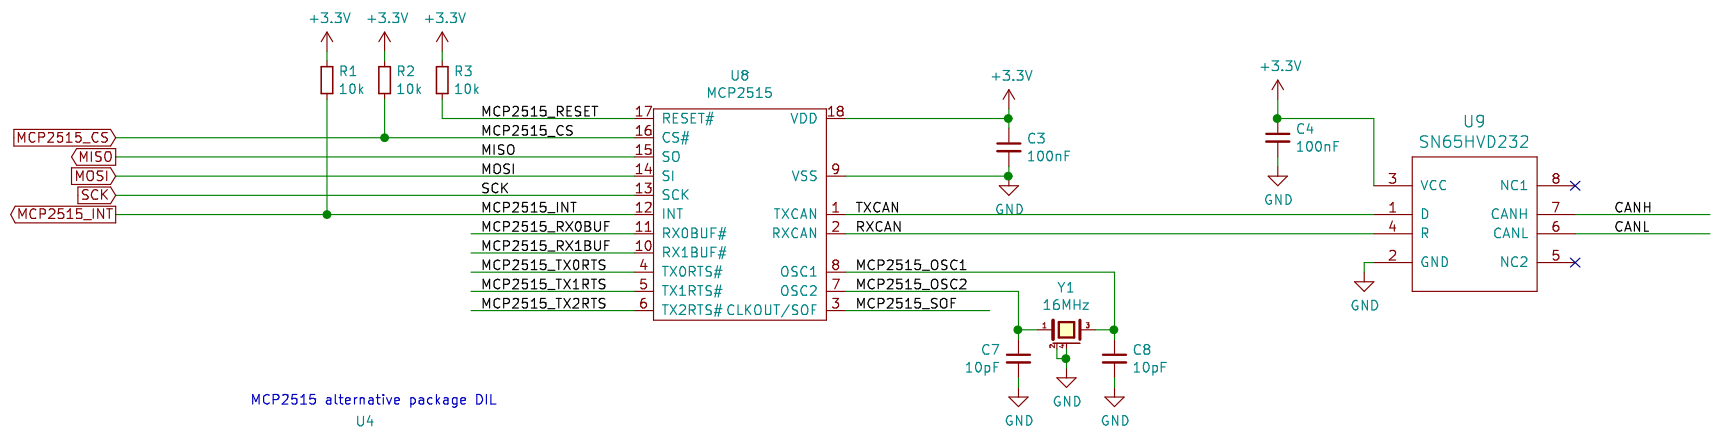 +3.3V +3.3V +3.3V
R1 10k
R2 10k
R3 10k
U8
MCP2515
MCP2515_CS
MISO
MOSI
SCK
MCP2515_INT
MCP2515_RESET 17 RESET#
MCP2515_CS 16 CS#
MISO 15 SO
MOSI 14 SI
SCK 13 SCK
MCP2515_INT 12 INT
MCP2515_RX0BUF 11 RX0BUF#
MCP2515_RX1BUF 10 RX1BUF#
MCP2515_TX0RTS 4 TX0RTS#
MCP2515_TX1RTS 5 TX1RTS#
MCP2515_TX2RTS 6 TX2RTS#
VDD 18
VSS 9
TXCAN 1 TXCAN
RXCAN 2 RXCAN
OSC1 8 MCP2515_OSC1
OSC2 7 MCP2515_OSC2
CLKOUT/SOF 3 MCP2515_SOF
+3.3V
C3
100nF
GND
Y1
16MHz
1 3
2 4
C7
10pF
C8
10pF
GND
GND
GND
+3.3V
C4
100nF
GND
U9
SN65HVD232
3 VCC
1 D
4 R
2 GND
NC1 8
CANH 7 CANH
CANL 6 CANL
NC2 5
GND
MCP2515 alternative package DIL
U4